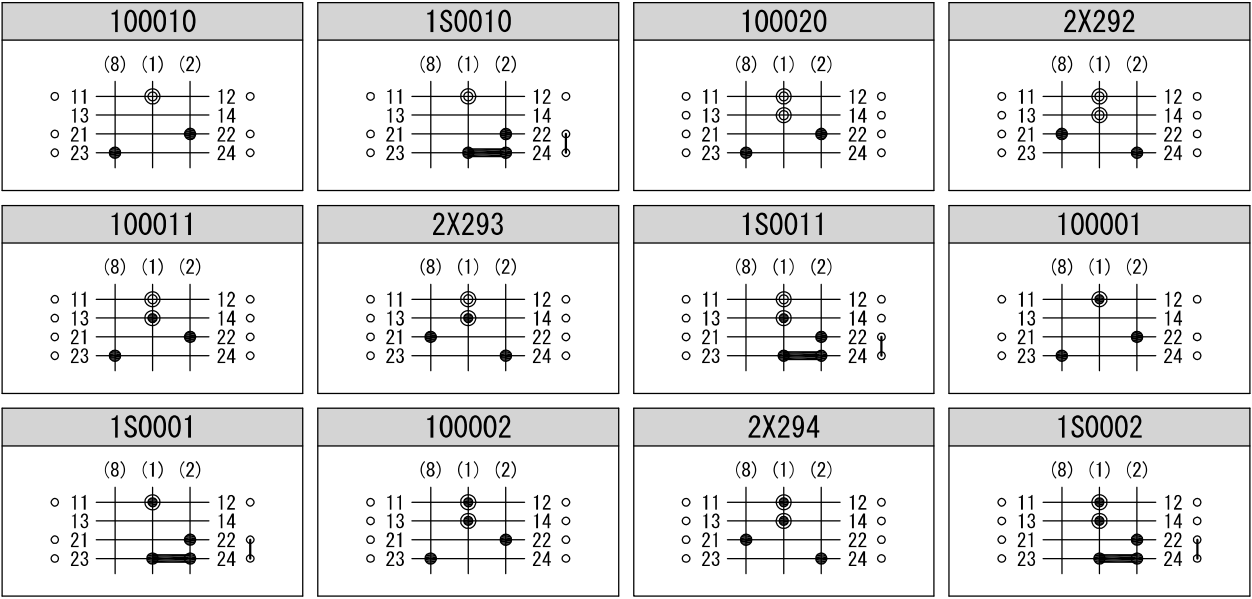 100010 1S0010 100020 2X292
(8) (1) (2) (8) (1) (2) (8) (1) (2) (8) (1) (2)
11 12 11 12 11 12 11 12
13 14 13 14 13 14 13 14
21 22 21 22 21 22 21 22
23 24 23 24 23 24 23 24
100011 2X293 1S0011 100001
(8) (1) (2) (8) (1) (2) (8) (1) (2) (8) (1) (2)
11 12 11 12 11 12 11 12
13 14 13 14 13 14 13 14
21 22 21 22 21 22 21 22
23 24 23 24 23 24 23 24
1S0001 100002 2X294 1S0002
(8) (1) (2) (8) (1) (2) (8) (1) (2) (8) (1) (2)
11 12 11 12 11 12 11 12
13 14 13 14 13 14 13 14
21 22 21 22 21 22 21 22
23 24 23 24 23 24 23 24